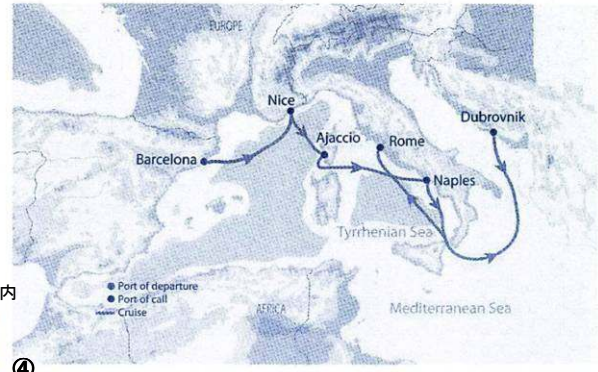 EUROPE
Nice
Dubrovnik
Ajaccio
Rome
Barcelona
Naples
Tyrrhenian Sea
内
Port of departure
Port of call
Cruise
AFRICA
Mediterranean Sea
④